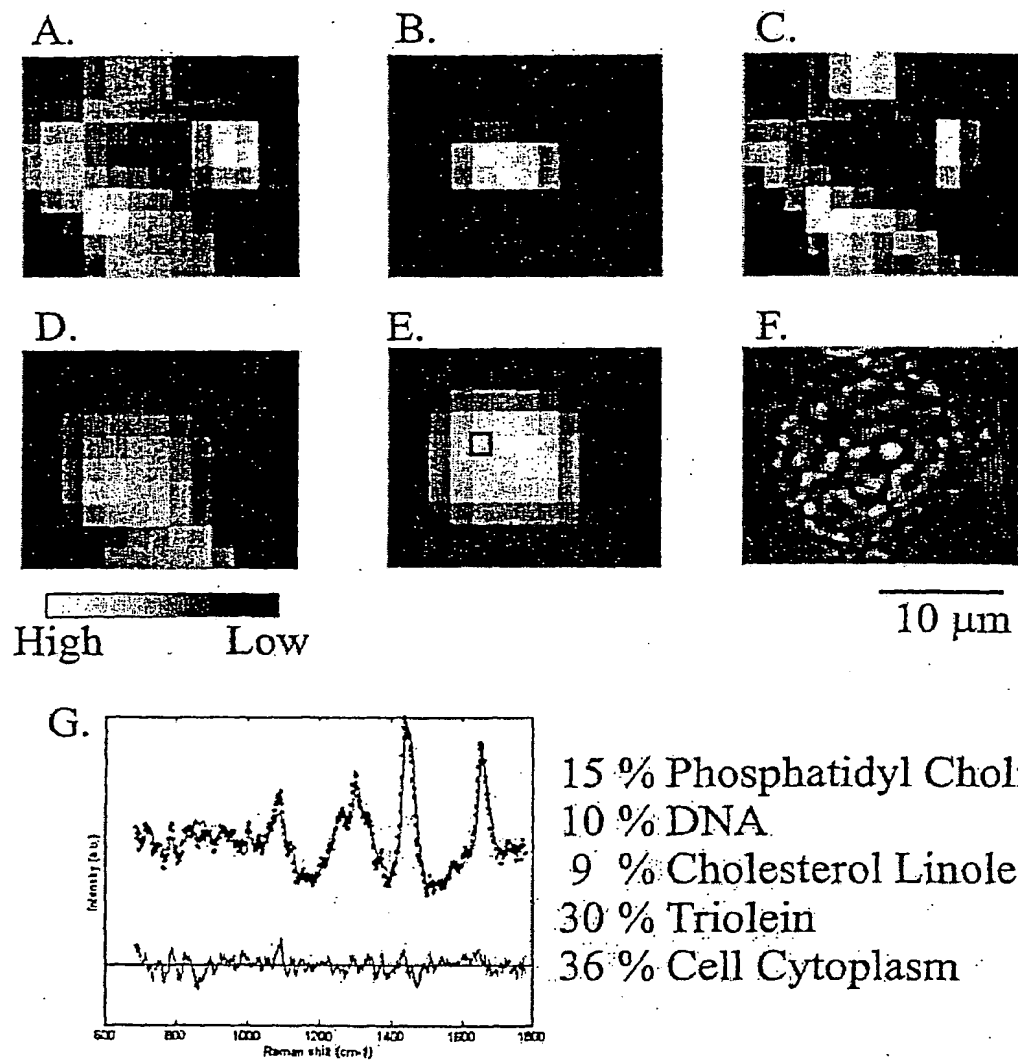 A.
B.
C.
D.
E.
F.
High Low
10 μm
G.
Intensity (a.u.)
600 800 1000 1200 1400 1600 1800
Raman shift (cm-1)
15 % Phosphatidyl Choli
10 % DNA
9 % Cholesterol Linole
30 % Triolein
36 % Cell Cytoplasm